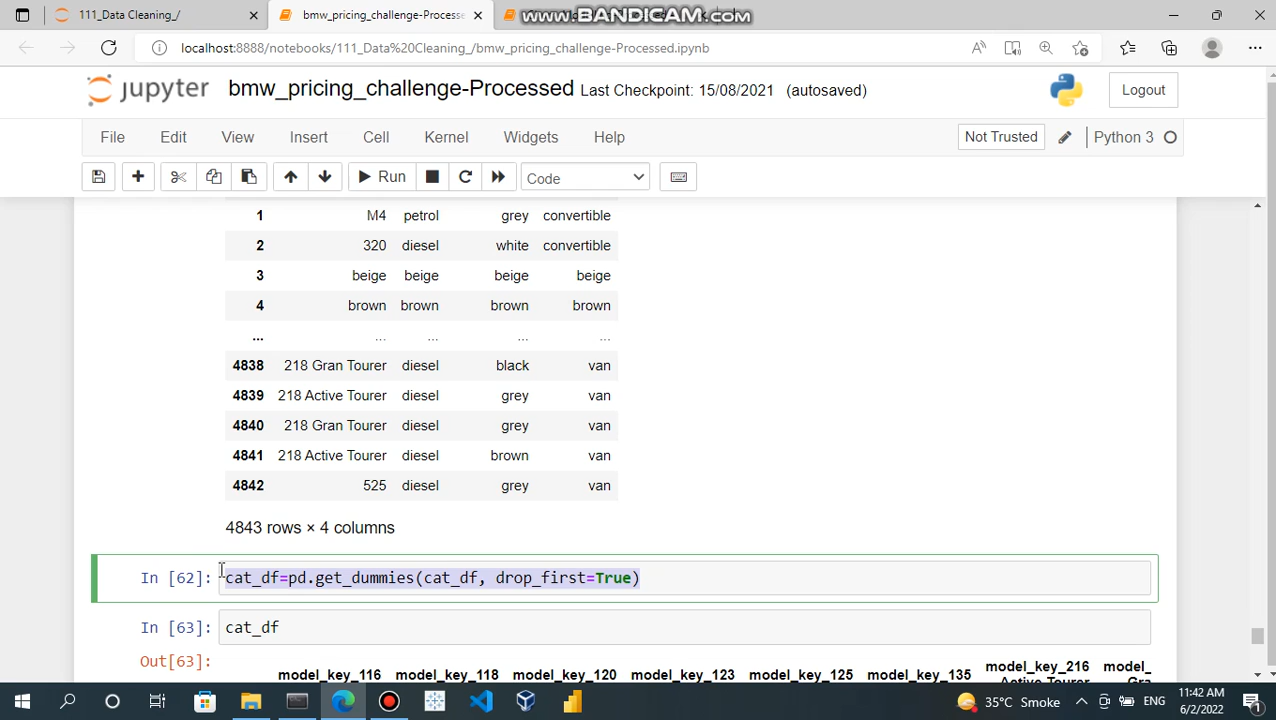 111_Data Cleaning_/
bmw_pricing_challenge-Processe
www.BANDICAM.com
localhost:8888/notebooks/111_Data%20Cleaning_/bmw_pricing_challenge-Processed.ipynb
jupyter bmw_pricing_challenge-Processed Last Checkpoint: 15/08/2021 (autosaved)
Logout
File Edit View Insert Cell Kernel Widgets Help
Not Trusted
Python 3
Run
Code
1 M4 petrol grey convertible
2 320 diesel white convertible
3 beige beige beige beige
4 brown brown brown brown
... ... ... ... ...
4838 218 Gran Tourer diesel black van
4839 218 Active Tourer diesel grey van
4840 218 Gran Tourer diesel grey van
4841 218 Active Tourer diesel brown van
4842 525 diesel grey van
4843 rows × 4 columns
In [62]: cat_df=pd.get_dummies(cat_df, drop_first=True)
In [63]: cat_df
Out[63]:
model_key_116 model_key_118 model_key_120 model_key_123 model_key_125 model_key_135 model_key_216 model_
35°C Smoke
ENG
11:42 AM
6/2/2022